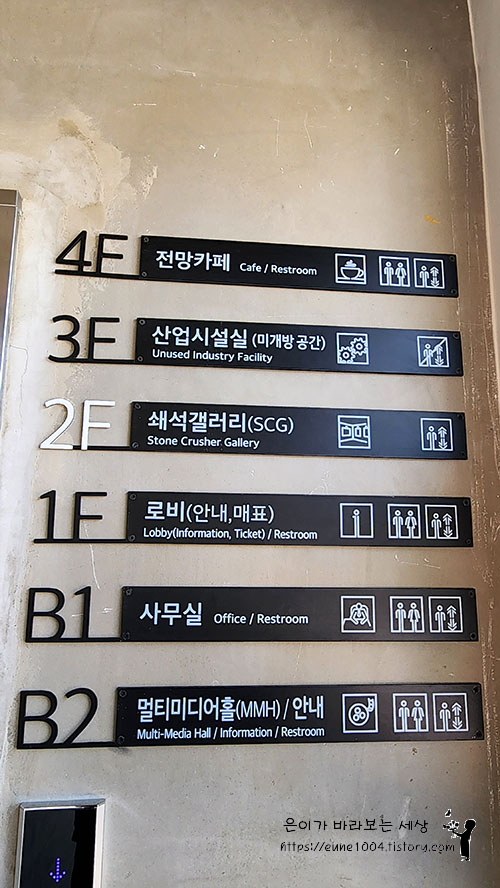 4F 전망카페 Cafe / Restroom
3F 산업시설실 (미개방 공간)
Unused Industry Facility
2F 쇄석갤러리(SCG)
Stone Crusher Gallery
1F 로비(안내,매표)
Lobby(Information, Ticket) / Restroom
B1 사무실 Office / Restroom
B2 멀티미디어홀(MMH) / 안내
Multi-Media Hall / Information / Restroom
은이가 바라보는 세상
https://eune1004.tistory.com